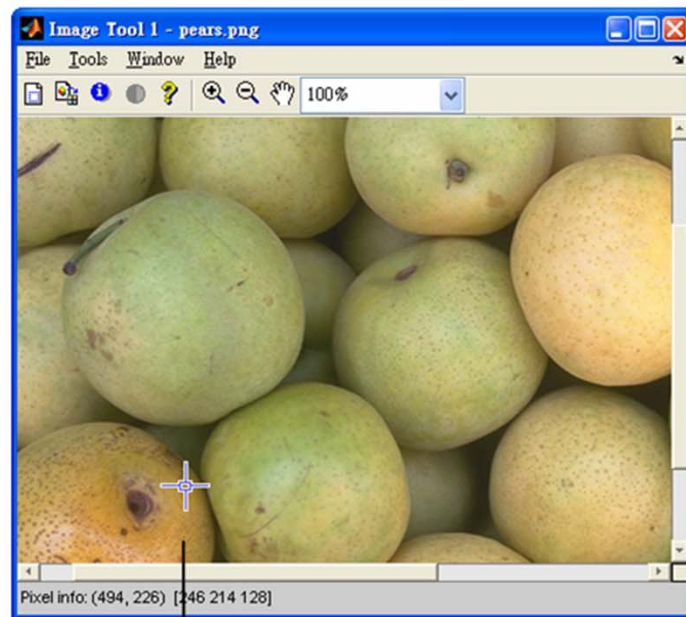 Image Tool 1 - pears.png
File Tools Window Help
100%
Pixel info: (494, 226) [246 214 128]